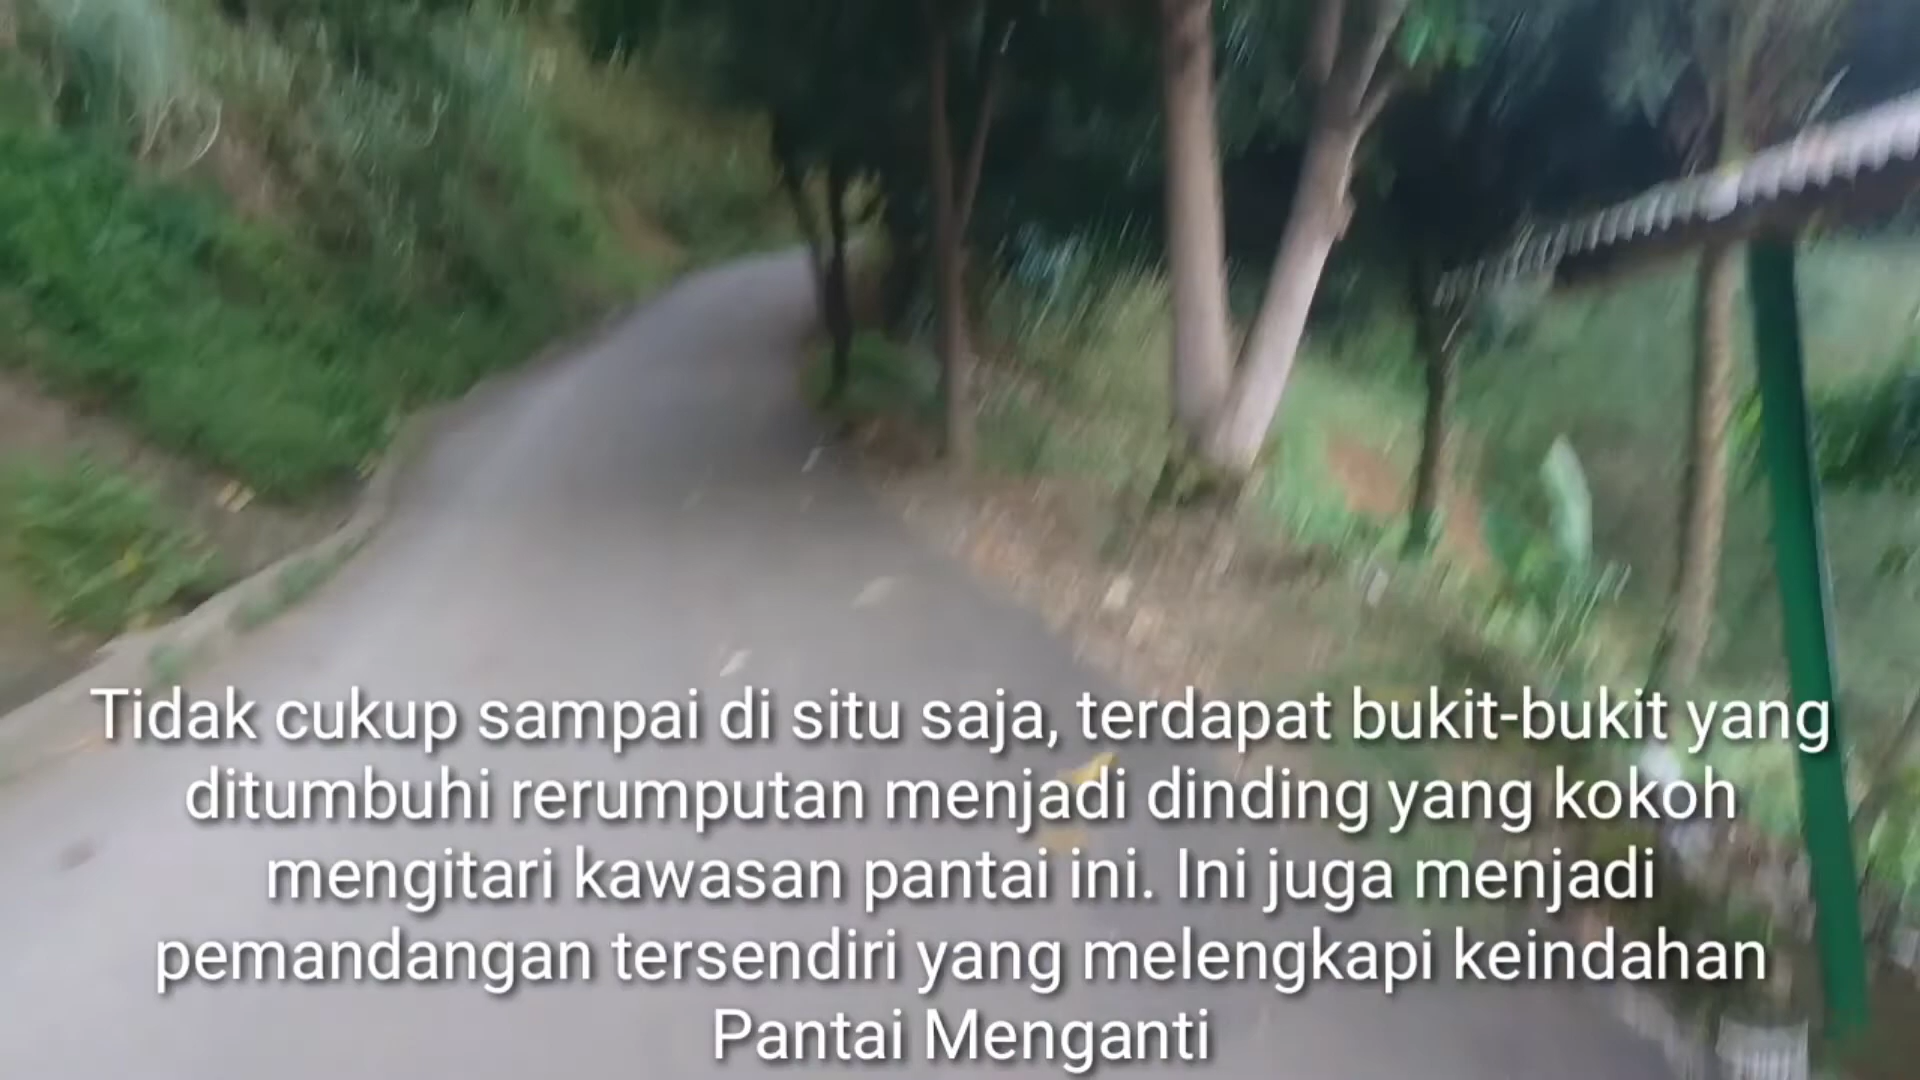 Tidak cukup sampai di situ saja, terdapat bukit-bukit yang
ditumbuhi rerumputan menjadi dinding yang kokoh
mengitari kawasan pantai ini. Ini juga menjadi
pemandangan tersendiri yang melengkapi keindahan
Pantai Menganti